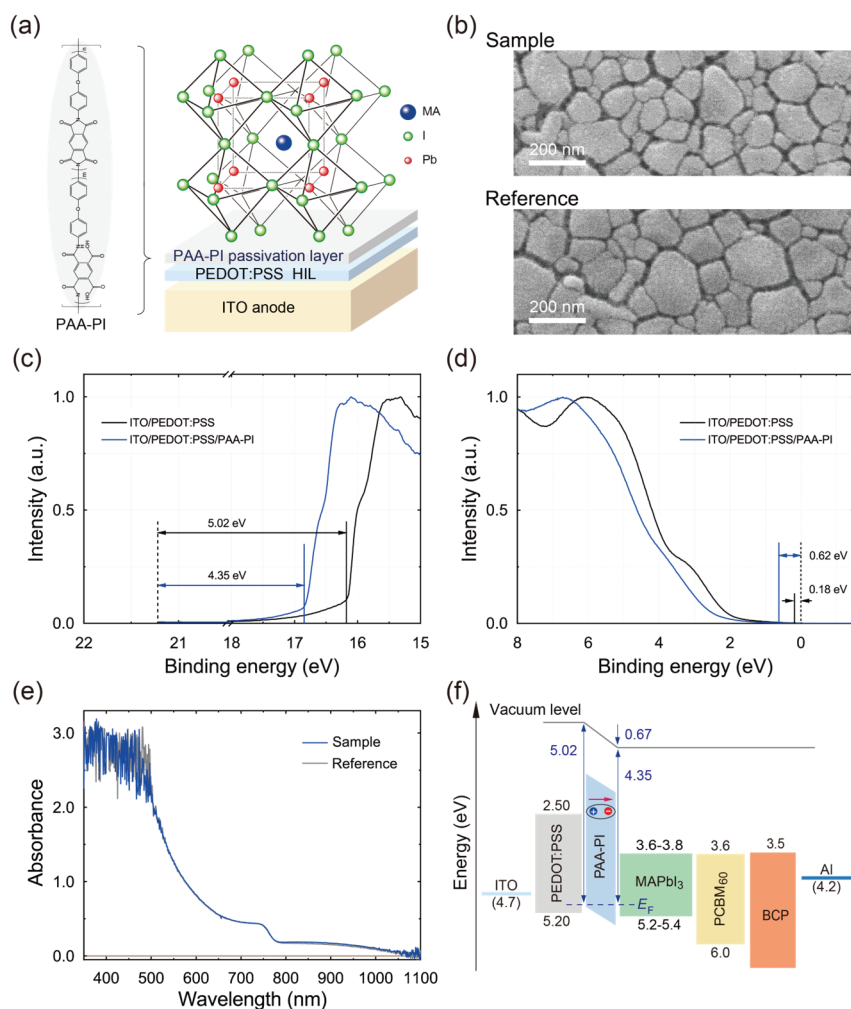 (a)
n
O
O
N
O
O
O
O
N
m
O
O
NH
HO
O
O
OH
N
PAA-PI
MA
I
Pb
PAA-PI passivation layer
PEDOT:PSS HIL
ITO anode
(b)
Sample
200 nm
Reference
200 nm
(c)
Intensity (a.u.)
1.0
0.5
0.0
ITO/PEDOT:PSS
ITO/PEDOT:PSS/PAA-PI
5.02 eV
4.35 eV
22 21 18 17 16 15
Binding energy (eV)
(d)
Intensity (a.u.)
1.0
0.5
0.0
ITO/PEDOT:PSS
ITO/PEDOT:PSS/PAA-PI
0.62 eV
0.18 eV
8 6 4 2 0
Binding energy (eV)
(e)
Absorbance
3.0
2.0
1.0
0.0
Sample
Reference
400 500 600 700 800 900 1000 1100
Wavelength (nm)
(f)
Energy (eV)
Vacuum level
0.67
5.02
4.35
2.50
PEDOT:PSS
5.20
PAA-PI
+ −
ITO
(4.7)
3.6-3.8
MAPbI3
EF
5.2-5.4
3.6
PCBM60
6.0
3.5
BCP
Al
(4.2)